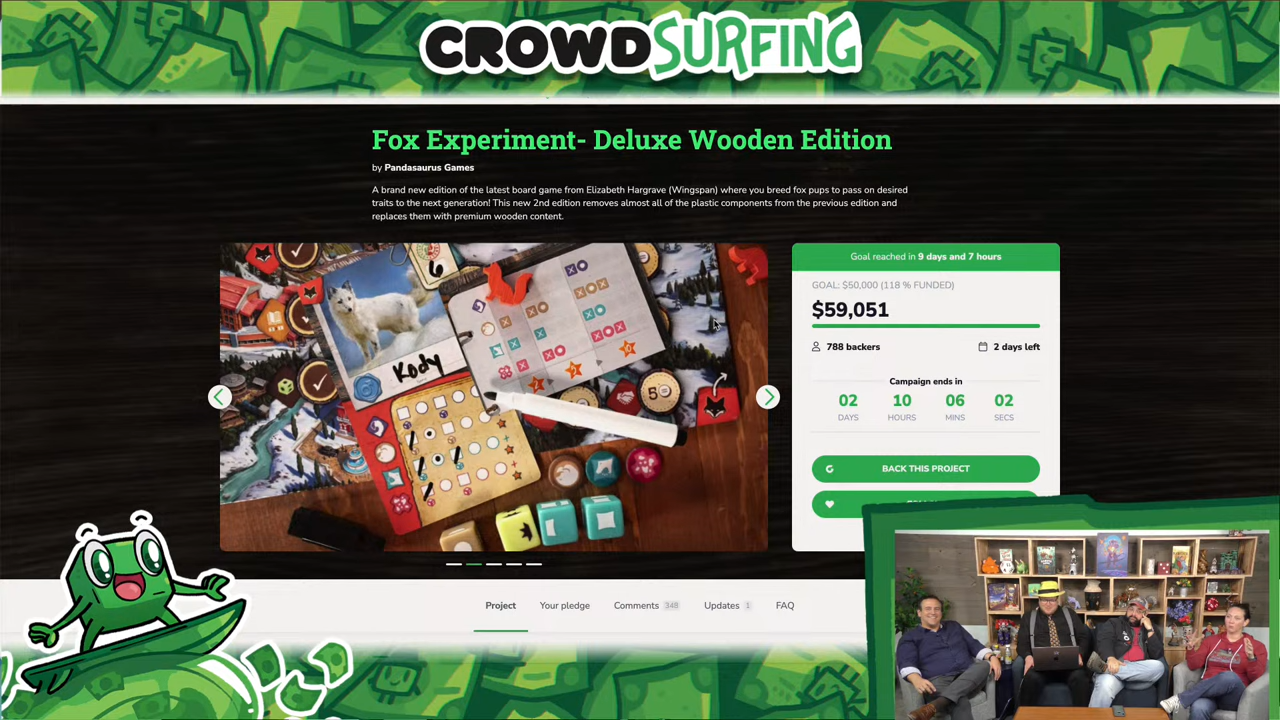 CROWDSURFING
Fox Experiment- Deluxe Wooden Edition
by Pandasaurus Games
A brand new edition of the latest board game from Elizabeth Hargrave (Wingspan) where you breed fox pups to pass on desired
traits to the next generation! This new 2nd edition removes almost all of the plastic components from the previous edition and
replaces them with premium wooden content.
6
Kody
5
Goal reached in 9 days and 7 hours
GOAL: $50,000 (118 % FUNDED)
$59,051
788 backers
2 days left
Campaign ends in
02 10 06 02
DAYS HOURS MINS SECS
BACK THIS PROJECT
Project Your pledge Comments 348 Updates 1 FAQ